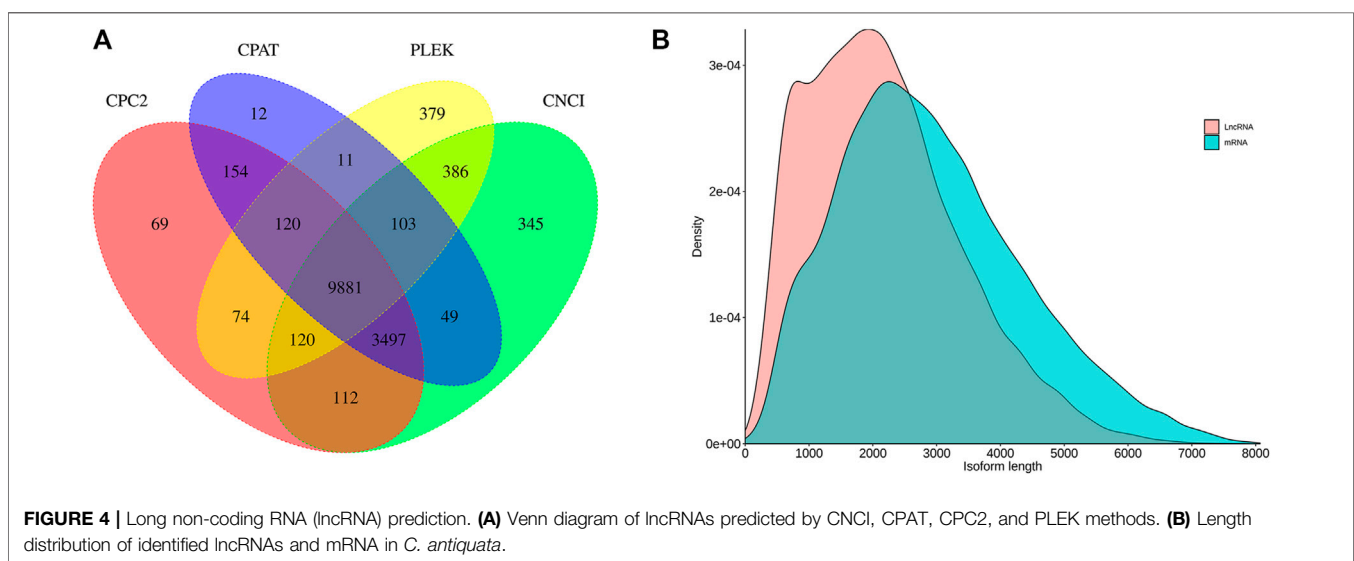 A
CPAT
PLEK
CPC2
CNCI
12
379
11
154
386
69
120
103
345
9881
74
49
120
3497
112
B
3e-04
2e-04
1e-04
0e+00
Density
LncRNA
mRNA
0 1000 2000 3000 4000 5000 6000 7000 8000
Isoform length
FIGURE 4 | Long non-coding RNA (lncRNA) prediction. (A) Venn diagram of lncRNAs predicted by CNCI, CPAT, CPC2, and PLEK methods. (B) Length
distribution of identified lncRNAs and mRNA in C. antiquata.